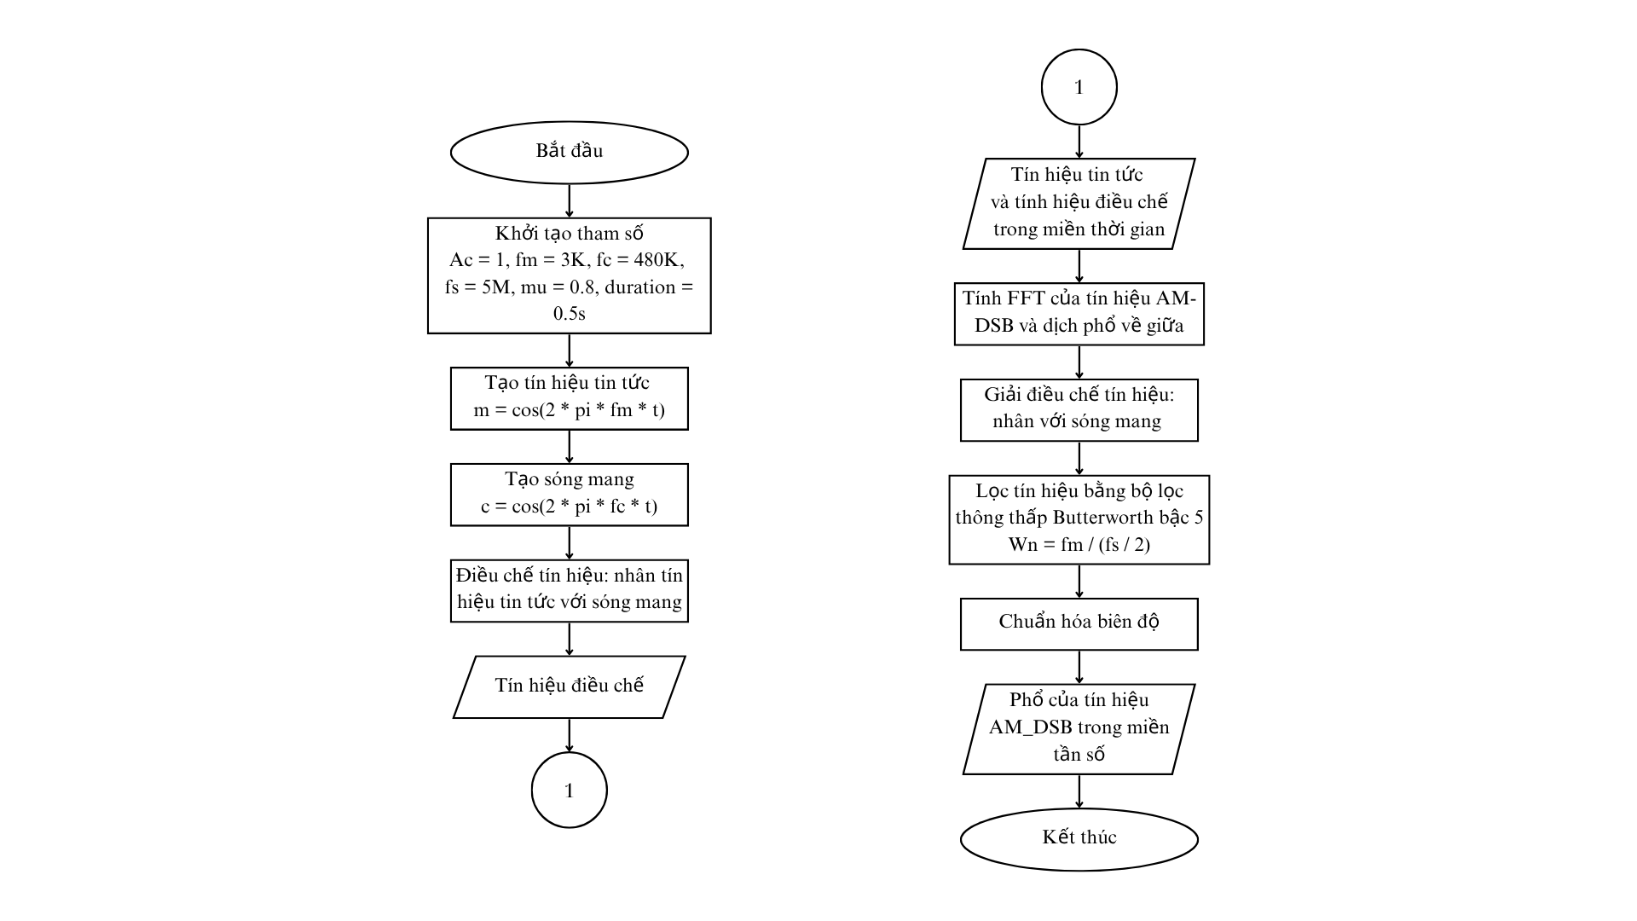 Bắt đầu
Khởi tạo tham số
Ac = 1, fm = 3K, fc = 480K,
fs = 5M, mu = 0.8, duration =
0.5s
Tạo tín hiệu tin tức
m = cos(2 * pi * fm * t)
Tạo sóng mang
c = cos(2 * pi * fc * t)
Điều chế tín hiệu: nhân tín
hiệu tin tức với sóng mang
Tín hiệu điều chế
1
1
Tín hiệu tin tức
và tính hiệu điều chế
trong miền thời gian
Tính FFT của tín hiệu AM-
DSB và dịch phổ về giữa
Giải điều chế tín hiệu:
nhân với sóng mang
Lọc tín hiệu bằng bộ lọc
thông thấp Butterworth bậc 5
Wn = fm / (fs / 2)
Chuẩn hóa biên độ
Phổ của tín hiệu
AM_DSB trong miền
tần số
Kết thúc